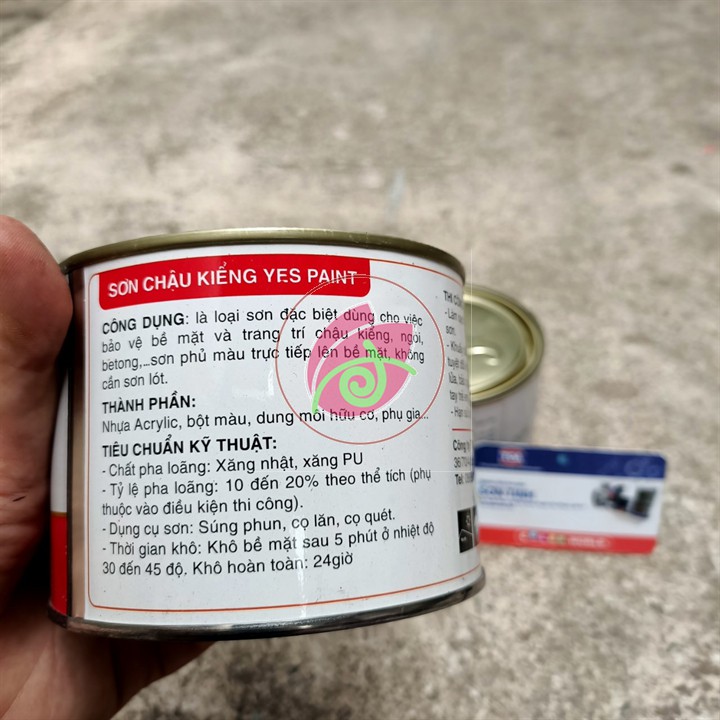 SƠN CHẬU KIỂNG YES PAINT
CÔNG DỤNG: là loại sơn đặc biệt dùng cho việc
bảo vệ bề mặt và trang trí chậu kiểng, ngói,
betong,...sơn phủ màu trực tiếp lên bề mặt, không
cần sơn lót.
THÀNH PHẦN:
Nhựa Acrylic, bột màu, dung môi hữu cơ, phụ gia...
TIÊU CHUẨN KỸ THUẬT:
- Chất pha loãng: Xăng nhật, xăng PU
- Tỷ lệ pha loãng: 10 đến 20% theo thể tích (phụ
thuộc vào điều kiện thi công).
- Dụng cụ sơn: Súng phun, cọ lăn, cọ quét.
- Thời gian khô: Khô bề mặt sau 5 phút ở nhiệt độ
30 đến 45 độ. Khô hoàn toàn: 24giờ
sơn.